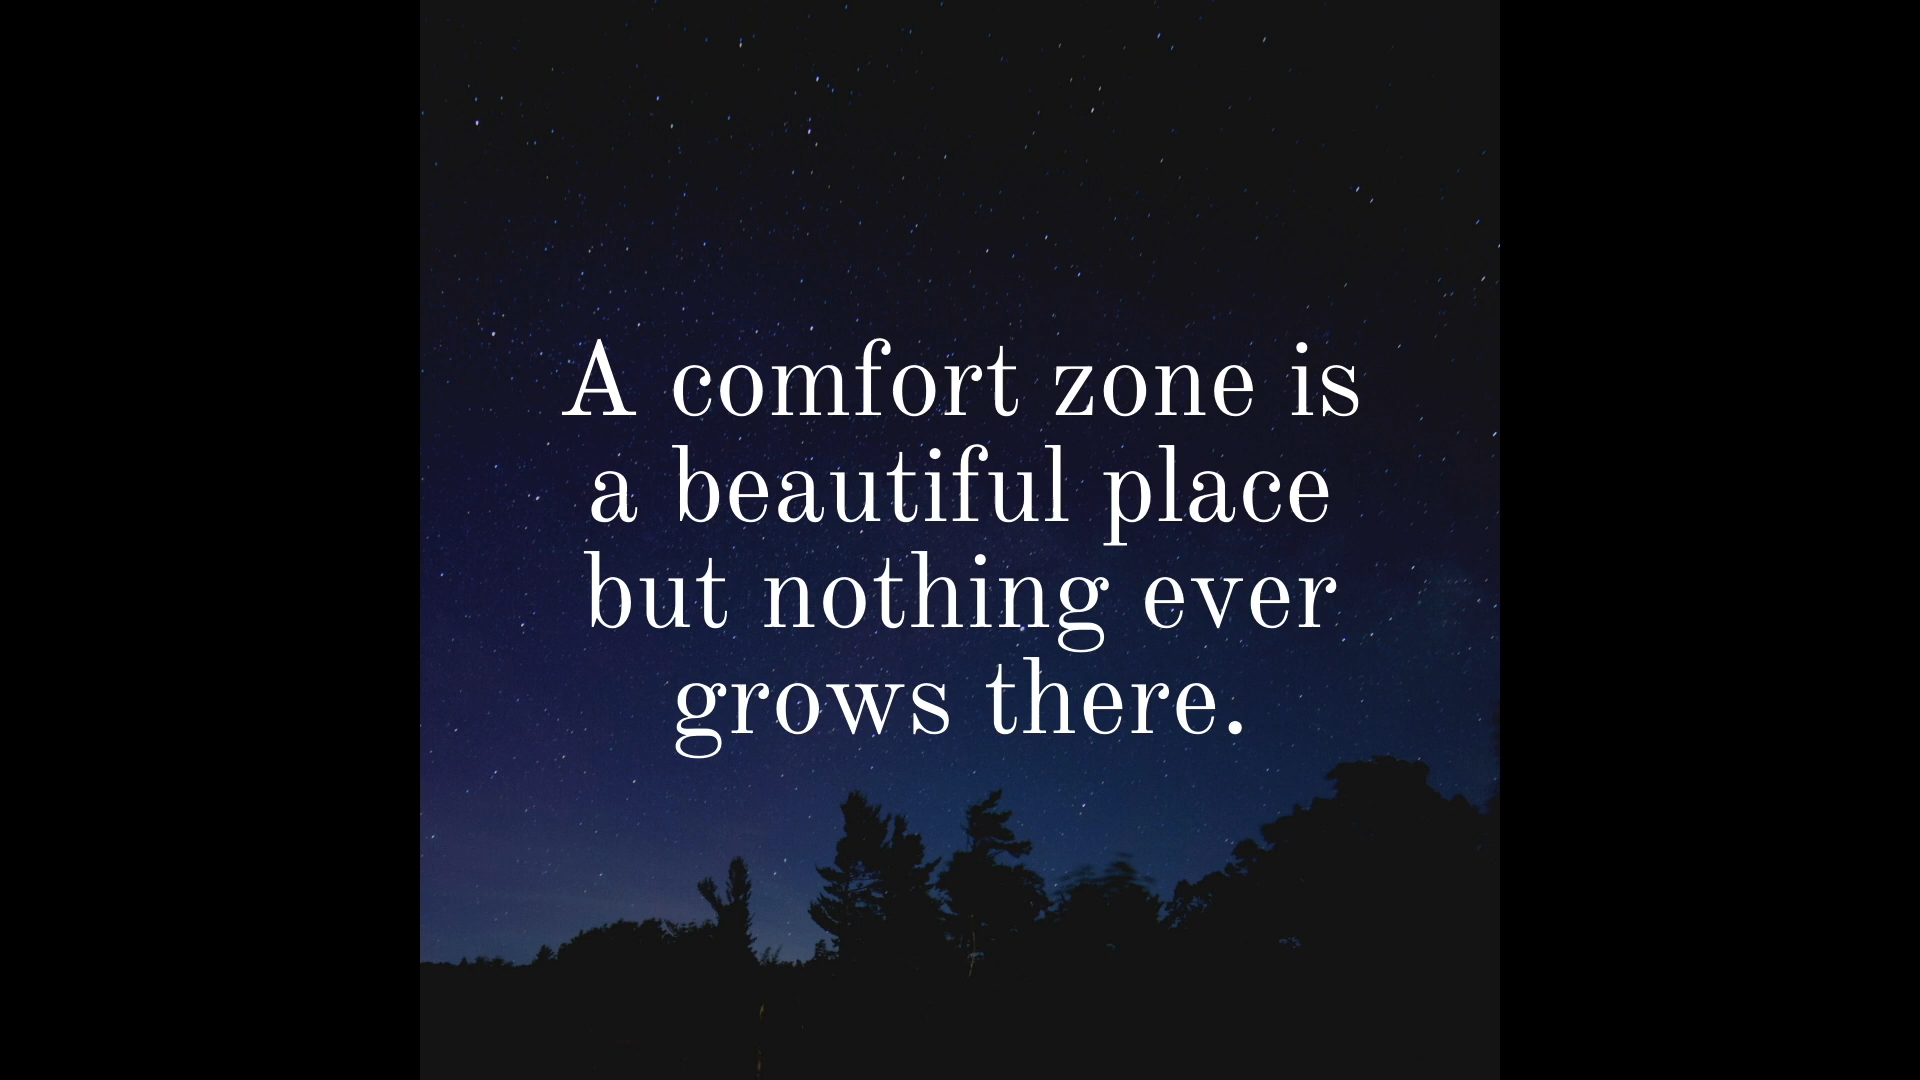 A comfort zone is
a beautiful place
but nothing ever
grows there.